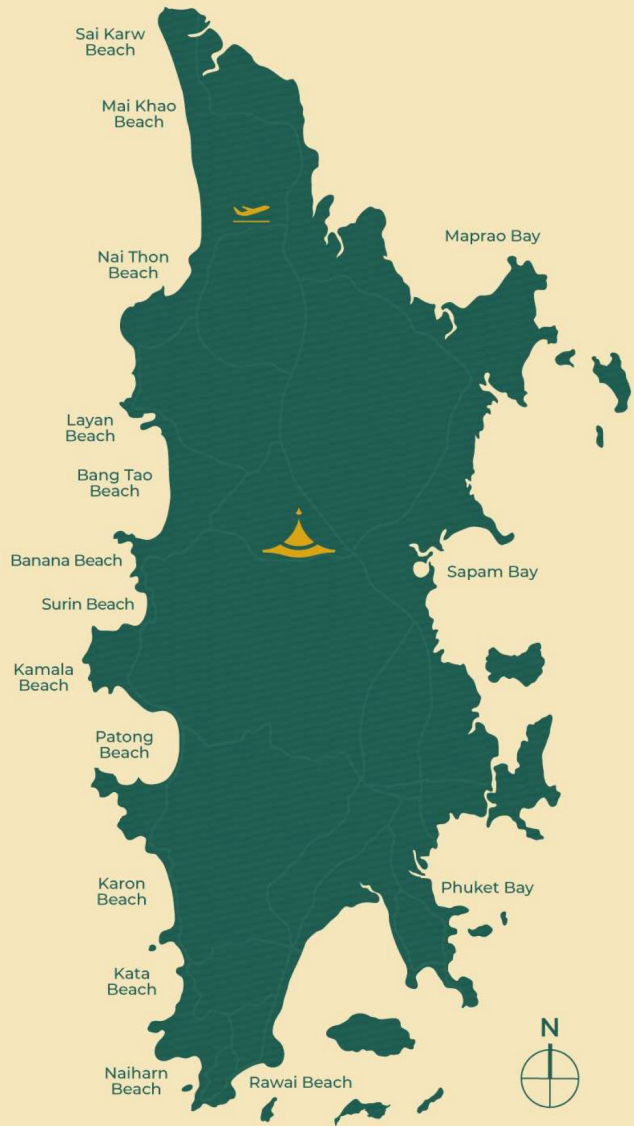 Sai Karw
Beach
Mai Khao
Beach
Maprao Bay
Nai Thon
Beach
Layan
Beach
Bang Tao
Beach
Banana Beach
Sapam Bay
Surin Beach
Kamala
Beach
Patong
Beach
Karon
Beach
Phuket Bay
Kata
Beach
N
Naiharn
Beach
Rawai Beach